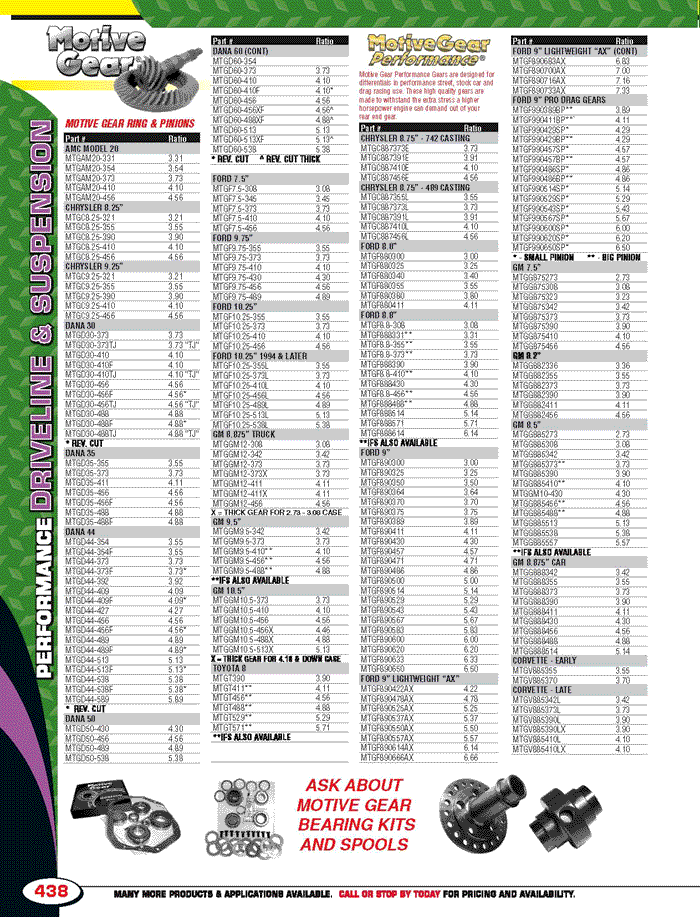 Motive
Gear
MOTIVE GEAR RING & PINIONS
Part # Ratio
AMC MODEL 20
MTGAM20-331 3.31
MTGAM20-354 3.54
MTGAM20-373 3.73
MTGAM20-410 4.10
MTGAM20-456 4.56
CHRYSLER 8.25"
MTGC8.25-321 3.21
MTGC8.25-355 3.55
MTGC8.25-390 3.90
MTGC8.25-410 4.10
MTGC8.25-456 4.56
CHRYSLER 9.25"
MTGC9.25-321 3.21
MTGC9.25-355 3.55
MTGC9.25-390 3.90
MTGC9.25-410 4.10
MTGC9.25-456 4.56
DANA 30
MTGD30-373 3.73
MTGD30-373TJ 3.73 "TJ"
MTGD30-410 4.10
MTGD30-410F 4.10
MTGD30-410TJ 4.10 "TJ"
MTGD30-456 4.56
MTGD30-456F 4.56*
MTGD30-456TJ 4.56 "TJ"
MTGD30-488 4.88
MTGD30-488F 4.88*
MTGD30-488TJ 4.88 "TJ"
* REV. CUT
DANA 35
MTGD35-355 3.55
MTGD35-373 3.73
MTGD35-411 4.11
MTGD35-456 4.56
MTGD35-456F 4.56
MTGD35-488 4.88
MTGD35-488F 4.88
DANA 44
MTGD44-354 3.55
MTGD44-354F 3.55
MTGD44-373 3.73
MTGD44-373F 3.73*
MTGD44-392 3.92
MTGD44-409 4.09
MTGD44-409F 4.09*
MTGD44-427 4.27
MTGD44-456 4.56
MTGD44-456F 4.56*
MTGD44-489 4.89
MTGD44-489F 4.89*
MTGD44-513 5.13
MTGD44-513F 5.13*
MTGD44-538 5.38
MTGD44-538F 5.38*
MTGD44-589 5.89
* REV. CUT
DANA 50
MTGD50-430 4.30
MTGD50-456 4.56
MTGD50-489 4.89
MTGD50-538 5.38
Part # Ratio
DANA 60 (CONT)
MTGD60-354
MTGD60-373 3.73
MTGD60-410 4.10
MTGD60-410F 4.10*
MTGD60-456 4.56
MTGD60-456XF 4.56^
MTGD60-488XF 4.88^
MTGD60-513 5.13
MTGD60-513XF 5.13^
MTGD60-538 5.38
* REV. CUT ^ REV. CUT THICK
FORD 7.5"
MTGF7.5-308 3.08
MTGF7.5-345 3.45
MTGF7.5-373 3.73
MTGF7.5-410 4.10
MTGF7.5-456 4.56
FORD 9.75"
MTGF9.75-355 3.55
MTGF9.75-373 3.73
MTGF9.75-410 4.10
MTGF9.75-430 4.30
MTGF9.75-456 4.56
MTGF9.75-489 4.89
FORD 10.25"
MTGF10.25-355 3.55
MTGF10.25-373 3.73
MTGF10.25-410 4.10
MTGF10.25-456 4.56
FORD 10.25" 1994 & LATER
MTGF10.25-355L 3.55
MTGF10.25-373L 3.73
MTGF10.25-410L 4.10
MTGF10.25-456L 4.56
MTGF10.25-489L 4.89
MTGF10.25-513L 5.13
MTGF10.25-538L 5.38
GM 8.875" TRUCK
MTGGM12-308 3.08
MTGGM12-342 3.42
MTGGM12-373 3.73
MTGGM12-373X 3.73
MTGGM12-411 4.11
MTGGM12-411X 4.11
MTGGM12-456 4.56
X = THICK GEAR FOR 2.73 - 3.08 CASE
GM 9.5"
MTGGM9.5-342 3.42
MTGGM9.5-373 3.73
MTGGM9.5-410** 4.10
MTGGM9.5-456** 4.56
MTGGM9.5-488** 4.88
**IFS ALSO AVAILABLE
GM 10.5"
MTGGM10.5-373 3.73
MTGGM10.5-410 4.10
MTGGM10.5-456 4.56
MTGGM10.5-456X 4.46
MTGGM10.5-488X 4.88
MTGGM10.5-513X 5.13
X = THICK GEAR FOR 4.10 & DOWN CASE
TOYOTA 8
MTGT390 3.90
MTGT411** 4.11
MTGT456** 4.56
MTGT488** 4.88
MTGT529** 5.29
MTGT571** 5.71
**IFS ALSO AVAILABLE
MotiveGear
Performance®
Motive Gear Performance Gears are designed for
differentials in performance street, stock car and
drag racing use. These high quality gears are
made to withstand the extra stress a higher
horsepower engine can demand out of your
rear end gear.
Part # Ratio
CHRYSLER 8.75" - 742 CASTING
MTGC887373E 3.73
MTGC887391E 3.91
MTGC887410E 4.10
MTGC887456E 4.56
CHRYSLER 8.75" - 489 CASTING
MTGC887355L 3.55
MTGC887373L 3.73
MTGC887391L 3.91
MTGC887410L 4.10
MTGC887456L 4.56
FORD 8.0"
MTGF880300 3.00
MTGF880325 3.25
MTGF880340 3.40
MTGF880355 3.55
MTGF880380 3.80
MTGF880411 4.11
FORD 8.8"
MTGF8.8-308 3.08
MTGF888331** 3.31
MTGF8.8-355** 3.55
MTGF8.8-373** 3.73
MTGF888390 3.90
MTGF8.8-410** 4.10
MTGF888430 4.30
MTGF8.8-456** 4.56
MTGF888488** 4.88
MTGF888514 5.14
MTGF888571 5.71
MTGF888614 6.14
**IFS ALSO AVAILABLE
FORD 9"
MTGF890300 3.00
MTGF890325 3.25
MTGF890350 3.50
MTGF890364 3.64
MTGF890370 3.70
MTGF890375 3.75
MTGF890389 3.89
MTGF890411 4.11
MTGF890430 4.30
MTGF890457 4.57
MTGF890471 4.71
MTGF890486 4.86
MTGF890500 5.00
MTGF890514 5.14
MTGF890529 5.29
MTGF890543 5.43
MTGF890567 5.67
MTGF890583 5.83
MTGF890600 6.00
MTGF890620 6.20
MTGF890633 6.33
MTGF890650 6.50
FORD 9" LIGHTWEIGHT "AX"
MTGF890422AX 4.22
MTGF890478AX 4.78
MTGF890525AX 5.25
MTGF890537AX 5.37
MTGF890550AX 5.50
MTGF890557AX 5.57
MTGF890614AX 6.14
MTGF890666AX 6.66
Part # Ratio
FORD 9" LIGHTWEIGHT "AX" (CONT)
MTGF890683AX 6.83
MTGF890700AX 7.00
MTGF890716AX 7.16
MTGF890733AX 7.33
FORD 9" PRO DRAG GEARS
MTGF990389BP** 3.89
MTGF990411BP** 4.11
MTGF990429SP* 4.29
MTGF990429BP** 4.29
MTGF990457SP* 4.57
MTGF990457BP** 4.57
MTGF990486SP* 4.86
MTGF990486BP** 4.86
MTGF990514SP* 5.14
MTGF990529SP* 5.29
MTGF990543SP* 5.43
MTGF990567SP* 5.67
MTGF990600SP* 6.00
MTGF990620SP* 6.20
MTGF990650SP* 6.50
* - SMALL PINION ** - BIG PINION
GM 7.5"
MTGG875273 2.73
MTGG875308 3.08
MTGG875323 3.23
MTGG875342 3.42
MTGG875373 3.73
MTGG875390 3.90
MTGG875410 4.10
MTGG875456 4.56
GM 8.2"
MTGG882336 3.36
MTGG882355 3.55
MTGG882373 3.73
MTGG882390 3.90
MTGG882411 4.11
MTGG882456 4.56
GM 8.5"
MTGG885273 2.73
MTGG885308 3.08
MTGG885342 3.42
MTGG885373** 3.73
MTGG885390 3.90
MTGG885410** 4.10
MTGGM10-430 4.30
MTGG885456** 4.56
MTGG885488** 4.88
MTGG885513 5.13
MTGG885538 5.38
MTGG885557 5.57
**IFS ALSO AVAILABLE
GM 8.875" CAR
MTGG888342 3.42
MTGG888355 3.55
MTGG888373 3.73
MTGG888390 3.90
MTGG888411 4.11
MTGG888430 4.30
MTGG888456 4.56
MTGG888488 4.88
MTGG888514 5.14
CORVETTE - EARLY
MTGV885355 3.55
MTGV885370 3.70
CORVETTE - LATE
MTGV885342L 3.42
MTGV885373L 3.73
MTGV885390L 3.90
MTGV885390LX 3.90
MTGV885410L 4.10
MTGV885410LX 4.10
PERFORMANCE DRIVELINE & SUSPENSION
ASK ABOUT
MOTIVE GEAR
BEARING KITS
AND SPOOLS
438
MANY MORE PRODUCTS & APPLICATIONS AVAILABLE. CALL OR STOP BY TODAY FOR PRICING AND AVAILABILITY.